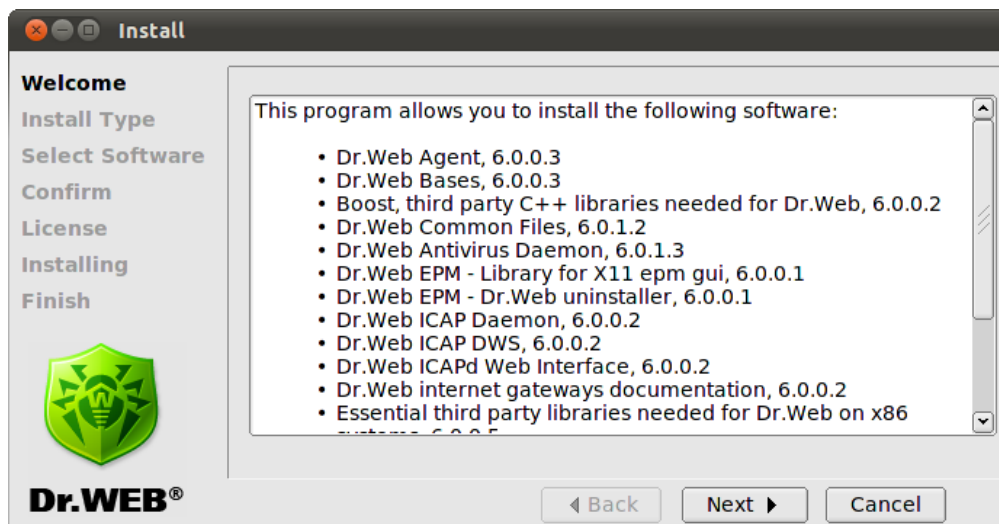 Install
Welcome
Install Type
Select Software
Confirm
License
Installing
Finish
Dr.WEB®
This program allows you to install the following software:
• Dr.Web Agent, 6.0.0.3
• Dr.Web Bases, 6.0.0.3
• Boost, third party C++ libraries needed for Dr.Web, 6.0.0.2
• Dr.Web Common Files, 6.0.1.2
• Dr.Web Antivirus Daemon, 6.0.1.3
• Dr.Web EPM - Library for X11 epm gui, 6.0.0.1
• Dr.Web EPM - Dr.Web uninstaller, 6.0.0.1
• Dr.Web ICAP Daemon, 6.0.0.2
• Dr.Web ICAP DWS, 6.0.0.2
• Dr.Web ICAPd Web Interface, 6.0.0.2
• Dr.Web internet gateways documentation, 6.0.0.2
• Essential third party libraries needed for Dr.Web on x86
Back
Next
Cancel